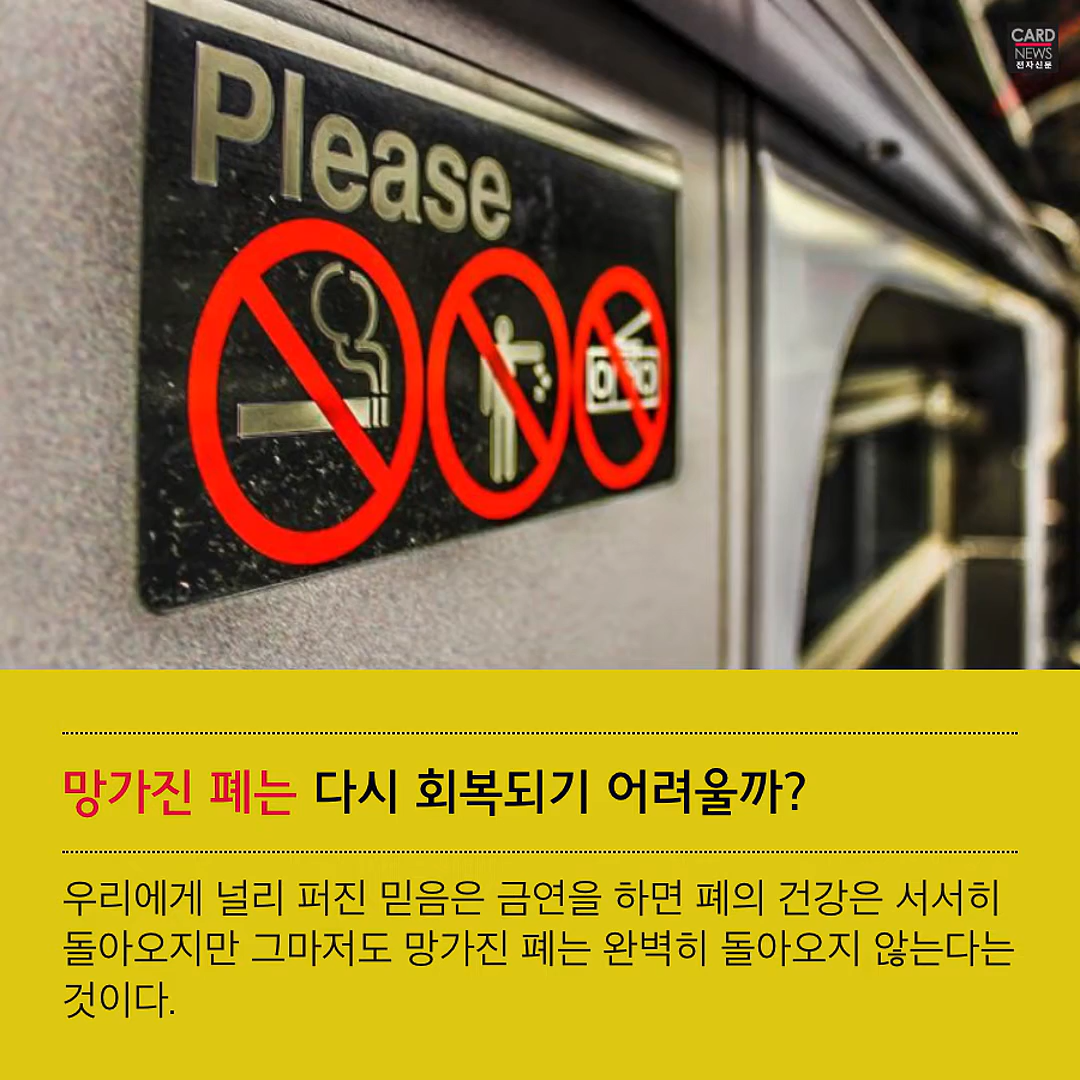 CARD
NEWS
전자신문
Please
망가진 폐는 다시 회복되기 어려울까?
우리에게 널리 퍼진 믿음은 금연을 하면 폐의 건강은 서서히
돌아오지만 그마저도 망가진 폐는 완벽히 돌아오지 않는다는
것이다.